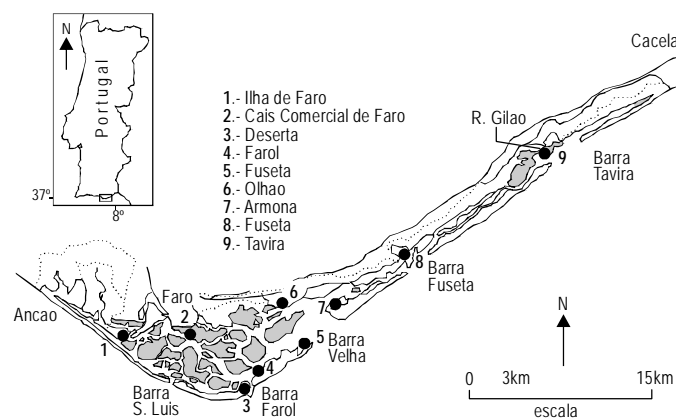 N
Portugal
37º
8º
1.- Ilha de Faro
2.- Cais Comercial de Faro
3.- Deserta
4.- Farol
5.- Fuseta
6.- Olhao
7.- Armona
8.- Fuseta
9.- Tavira
Cacela
R. Gilao
9
Barra
Tavira
8
Barra
Fuseta
Faro
6
7
Ancao
1
2
5
Barra
Velha
4
3
Barra
S. Luis
Barra
Farol
N
0 3km 15km
escala